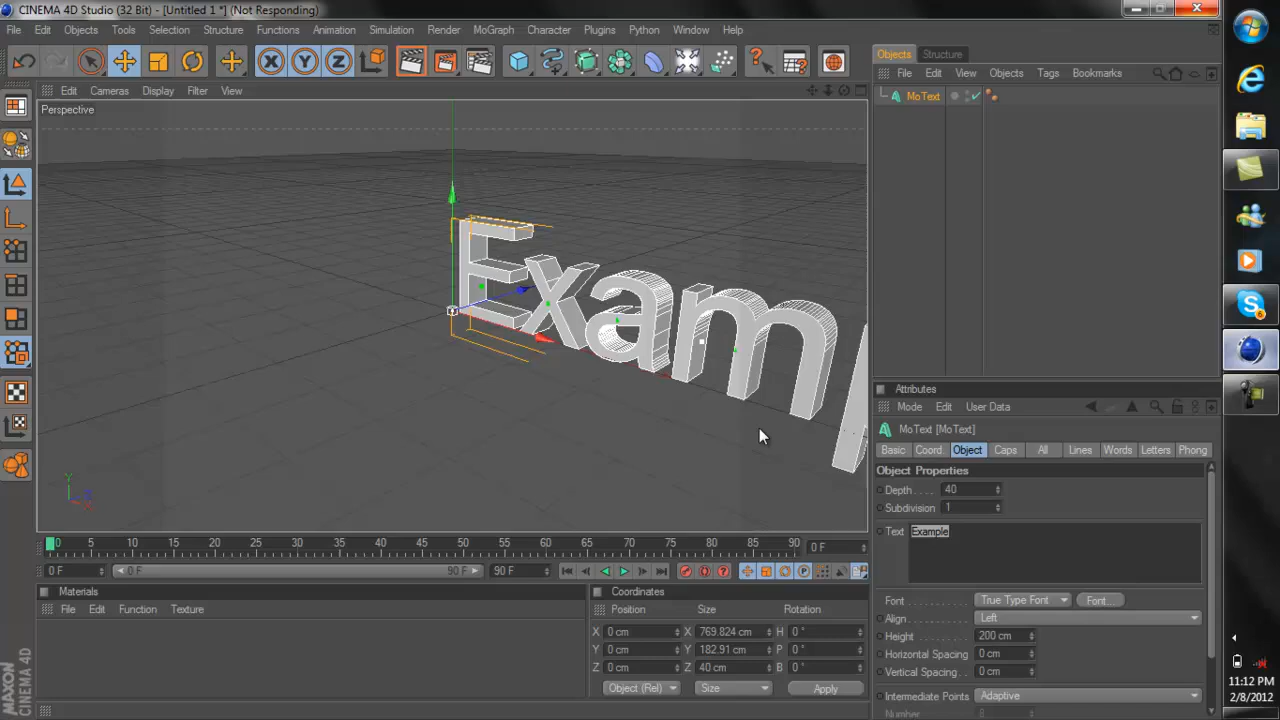 CINEMA 4D Studio (32 Bit) - [Untitled 1 *] (Not Responding)
File Edit Objects Tools Selection Functions Structure Animation Simulation Render MoGraph Character Plugins Python Window Help
Objects Structure
File Edit View Objects Tags Bookmarks
MoText
Edit Cameras Display Filter View
Perspective
Exam
Y
Z
X
Attributes
Mode Edit User Data
MoText [MoText]
Basic Coord. Object Caps All Lines Words Letters Phong
Object Properties
Depth 40
Subdivision 1
Text Example
Font True Type Font Font...
Align Left
Height 200 cm
Horizontal Spacing 0 cm
Vertical Spacing 0 cm
Intermediate Points Adaptive
Number 8
0 5 10 15 20 25 30 35 40 45 50 55 60 65 70 75 80 85 90 0 F
0 F 0 F 90 F 90 F
Materials
File Edit Function Texture
Coordinates
Position Size Rotation
X 0 cm X 769.824 cm H 0 °
Y 0 cm Y 182.91 cm P 0 °
Z 0 cm Z 40 cm B 0 °
Object (Rel) Size Apply
MAXON
CINEMA 4D
11:12 PM
2/8/2012